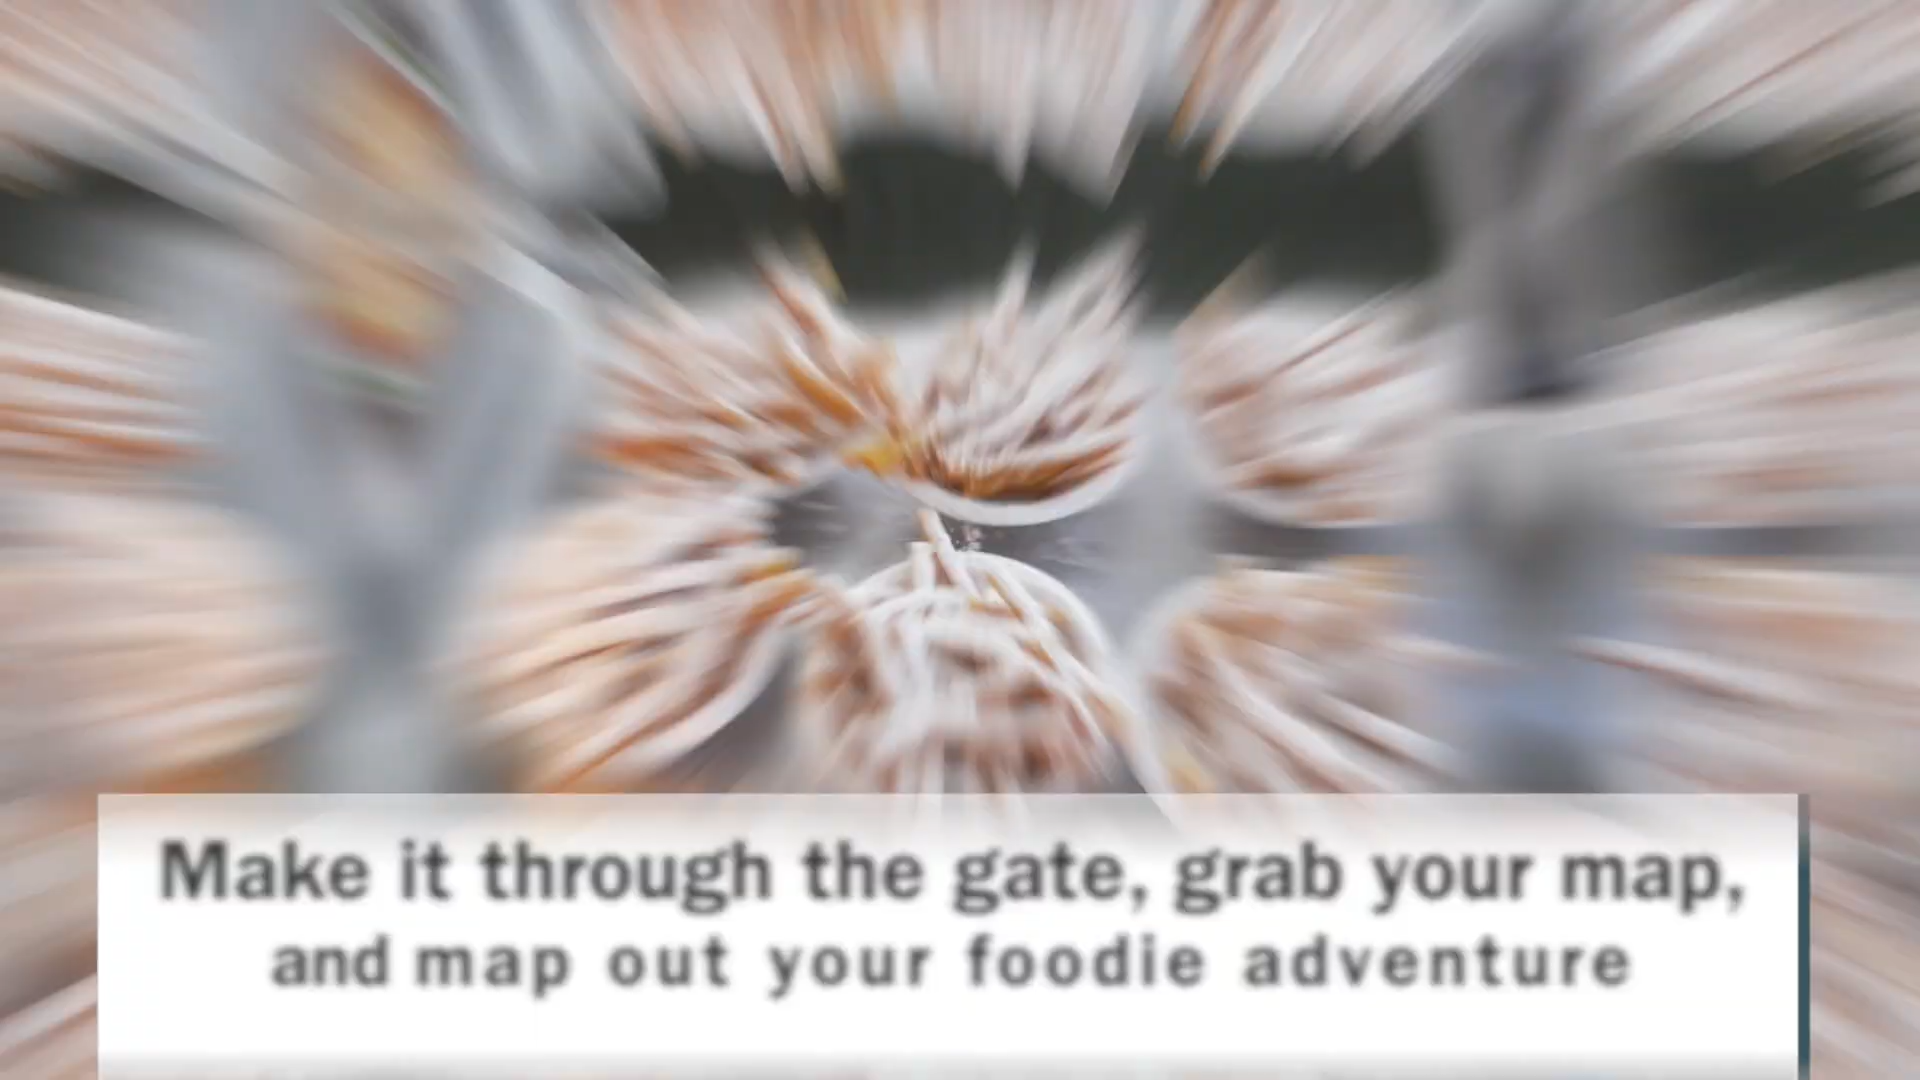 Make it through the gate, grab your map,
and map out your foodie adventure